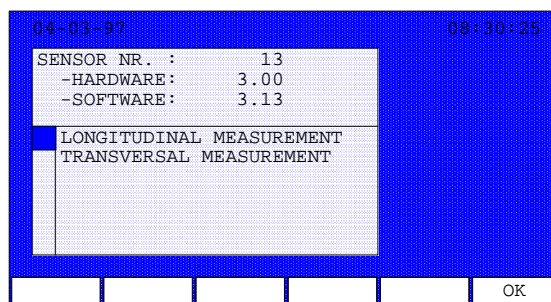 04-03-97 08:30:25
SENSOR NR. : 13
-HARDWARE: 3.00
-SOFTWARE: 3.13
LONGITUDINAL MEASUREMENT
TRANSVERSAL MEASUREMENT
OK